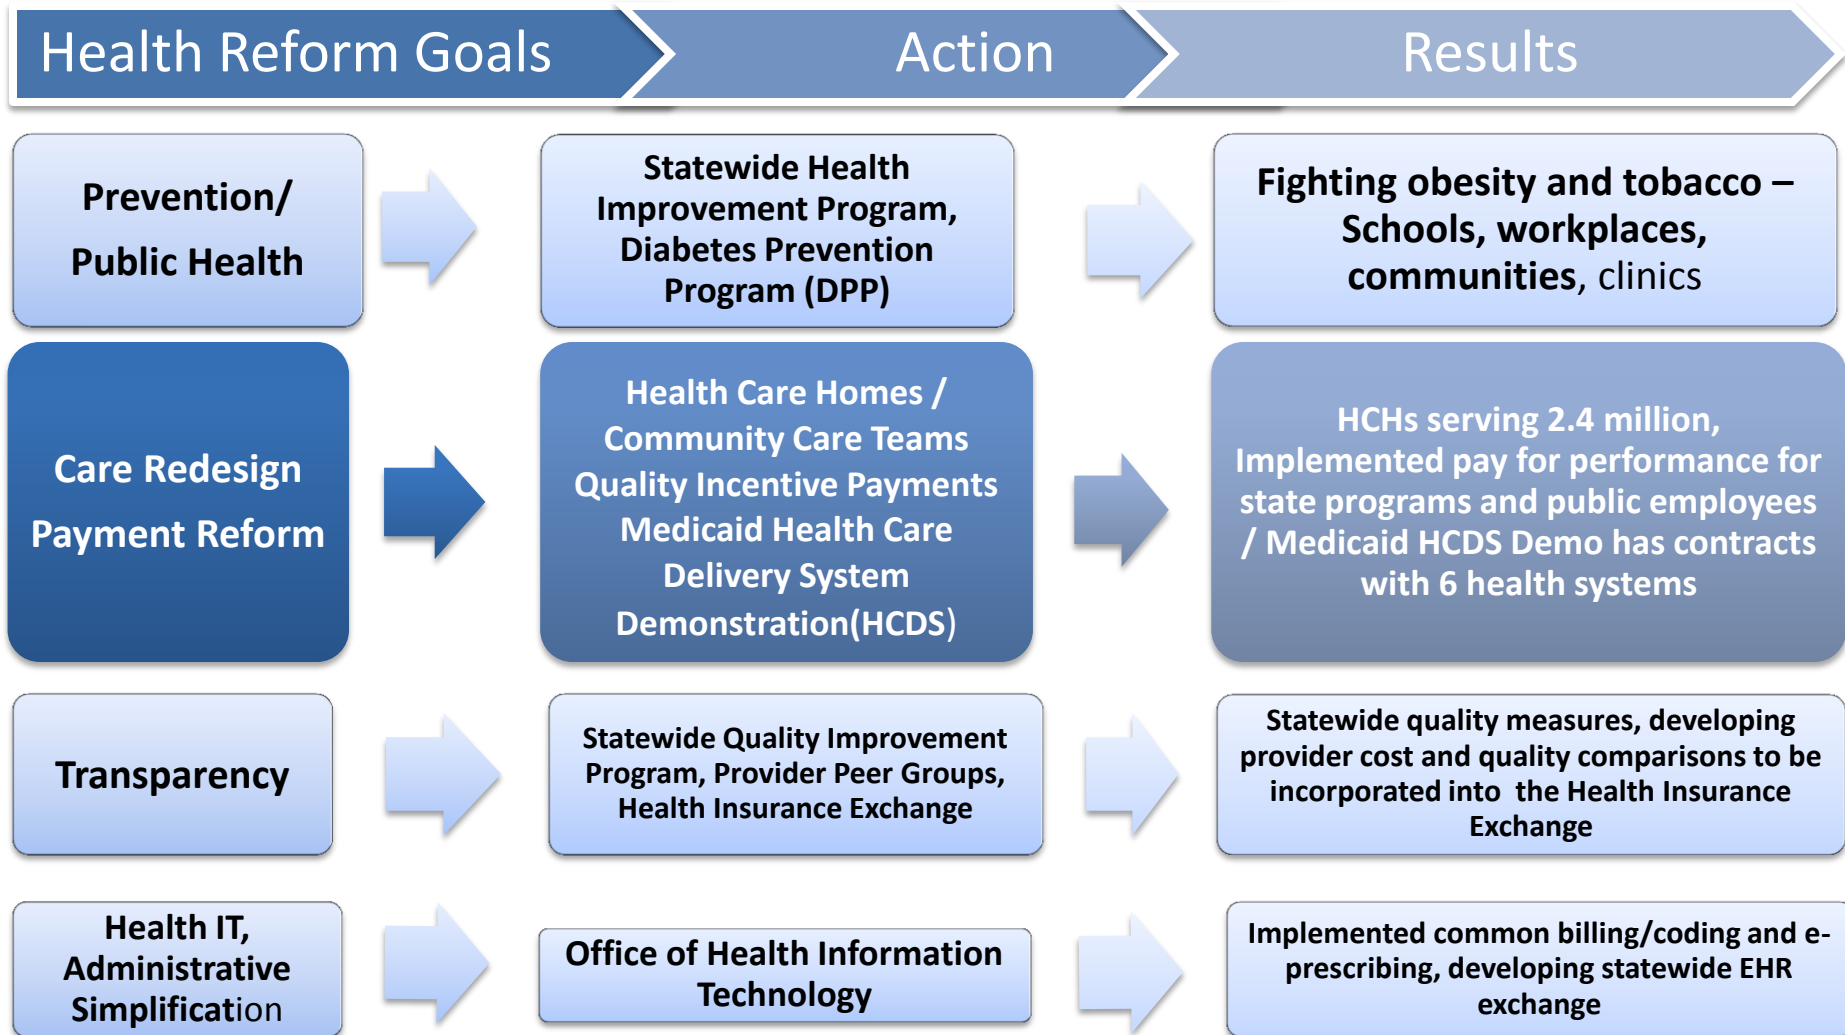 Health Reform Goals
Action
Results
Prevention/
Public Health
Statewide Health
Improvement Program,
Diabetes Prevention
Program (DPP)
Fighting obesity and tobacco –
Schools, workplaces,
communities, clinics
Care Redesign
Payment Reform
Health Care Homes /
Community Care Teams
Quality Incentive Payments
Medicaid Health Care
Delivery System
Demonstration(HCDS)
HCHs serving 2.4 million,
Implemented pay for performance for
state programs and public employees
/ Medicaid HCDS Demo has contracts
with 6 health systems
Transparency
Statewide Quality Improvement
Program, Provider Peer Groups,
Health Insurance Exchange
Statewide quality measures, developing
provider cost and quality comparisons to be
incorporated into  the Health Insurance
Exchange
Health IT,
Administrative
Simplification
Office of Health Information
Technology
Implemented common billing/coding and e-
prescribing, developing statewide EHR
exchange